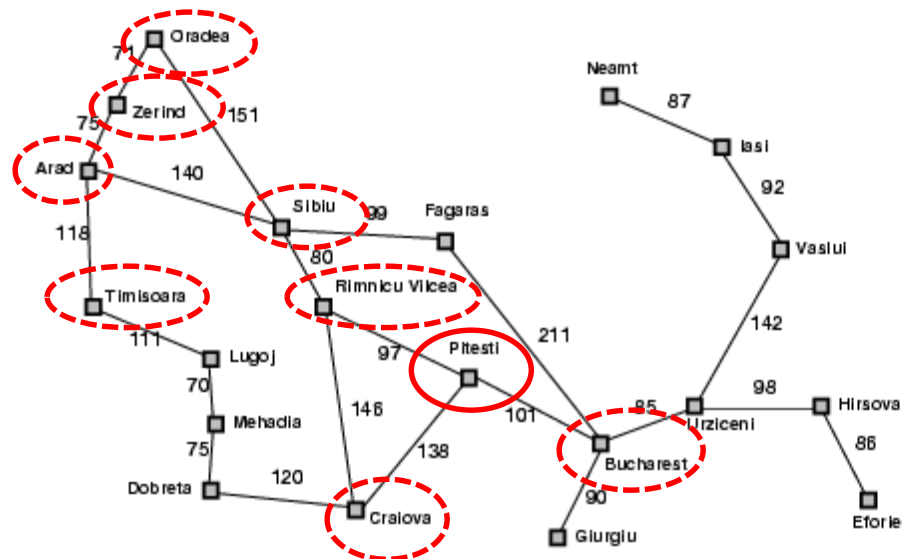 Oradea
71
Neamt
87
Zerind
151
75
Iasi
Arad
140
92
Sibiu
99
Fagaras
118
80
Vaslui
Timisoara
Rimnicu Vilcea
111
211
142
Lugoj
97
Pitesti
70
98
146
101
85
Urziceni
Hirsova
Mehadia
138
86
75
Bucharest
120
Dobreta
90
Craiova
Giurgiu
Eforie